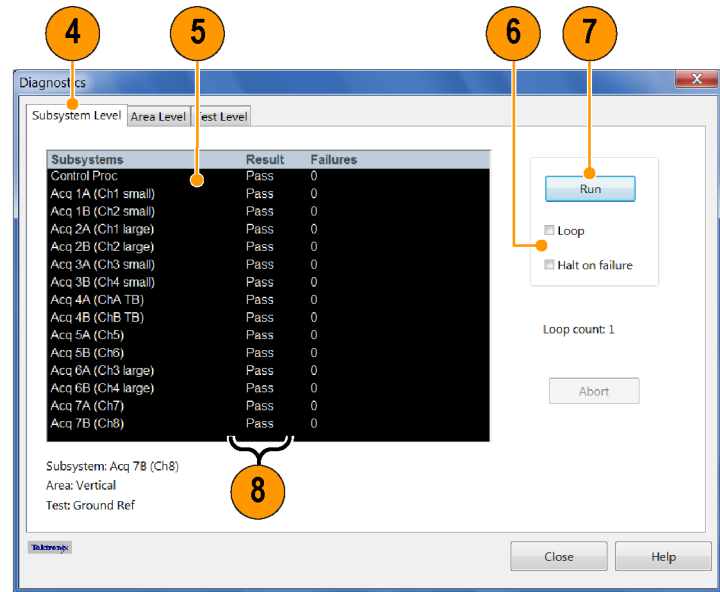 4 5 6 7
Diagnostics
Subsystem Level Area Level Test Level
Subsystems Result Failures
Control Proc Pass 0
Acq 1A (Ch1 small) Pass 0
Acq 1B (Ch2 small) Pass 0
Acq 2A (Ch1 large) Pass 0
Acq 2B (Ch2 large) Pass 0
Acq 3A (Ch3 small) Pass 0
Acq 3B (Ch4 small) Pass 0
Acq 4A (ChA TB) Pass 0
Acq 4B (ChB TB) Pass 0
Acq 5A (Ch5) Pass 0
Acq 5B (Ch6) Pass 0
Acq 6A (Ch3 large) Pass 0
Acq 6B (Ch4 large) Pass 0
Acq 7A (Ch7) Pass 0
Acq 7B (Ch8) Pass 0
Run
Loop
Halt on failure
Loop count: 1
Abort
8
Subsystem: Acq 7B (Ch8)
Area: Vertical
Test: Ground Ref
Tektronix
Close Help